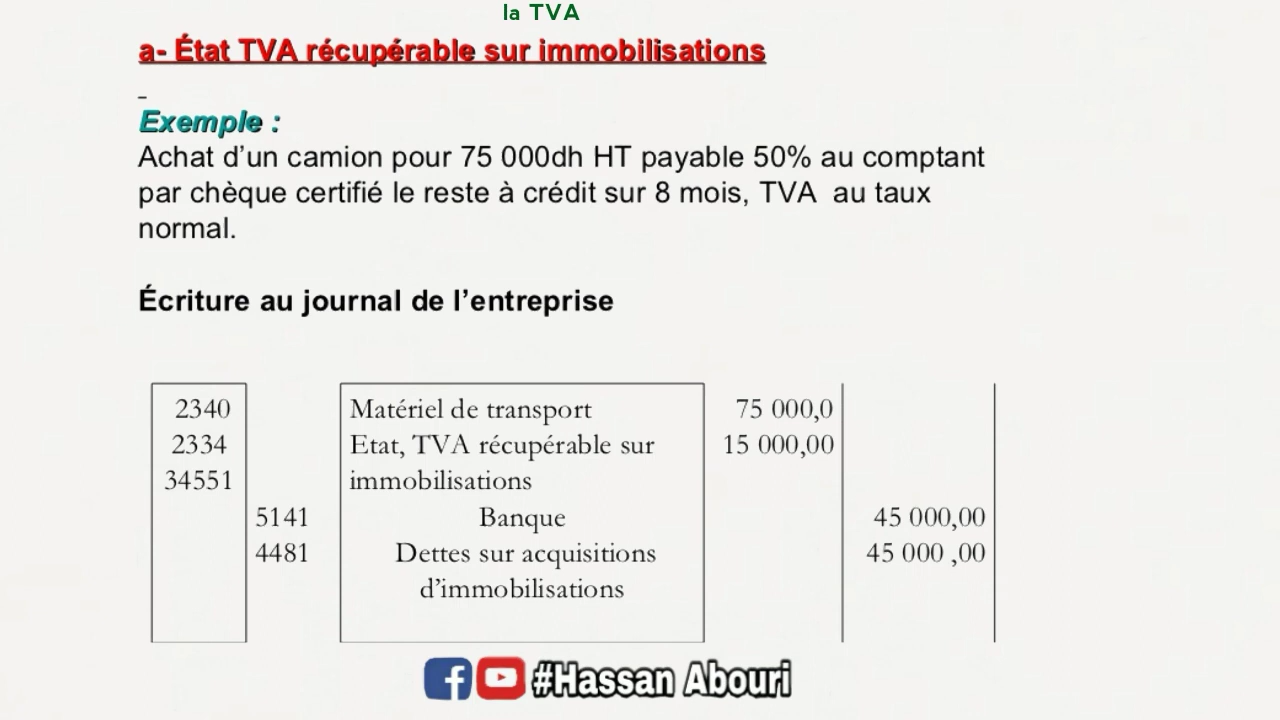 la TVA
a- État TVA récupérable sur immobilisations
Exemple :
Achat d’un camion pour 75 000dh HT payable 50% au comptant
par chèque certifié le reste à crédit sur 8 mois, TVA au taux
normal.
Écriture au journal de l’entreprise
2340 Matériel de transport 75 000,0
2334 Etat, TVA récupérable sur 15 000,00
34551 immobilisations
5141 Banque 45 000,00
4481 Dettes sur acquisitions 45 000 ,00
d’immobilisations
#Hassan Abouri